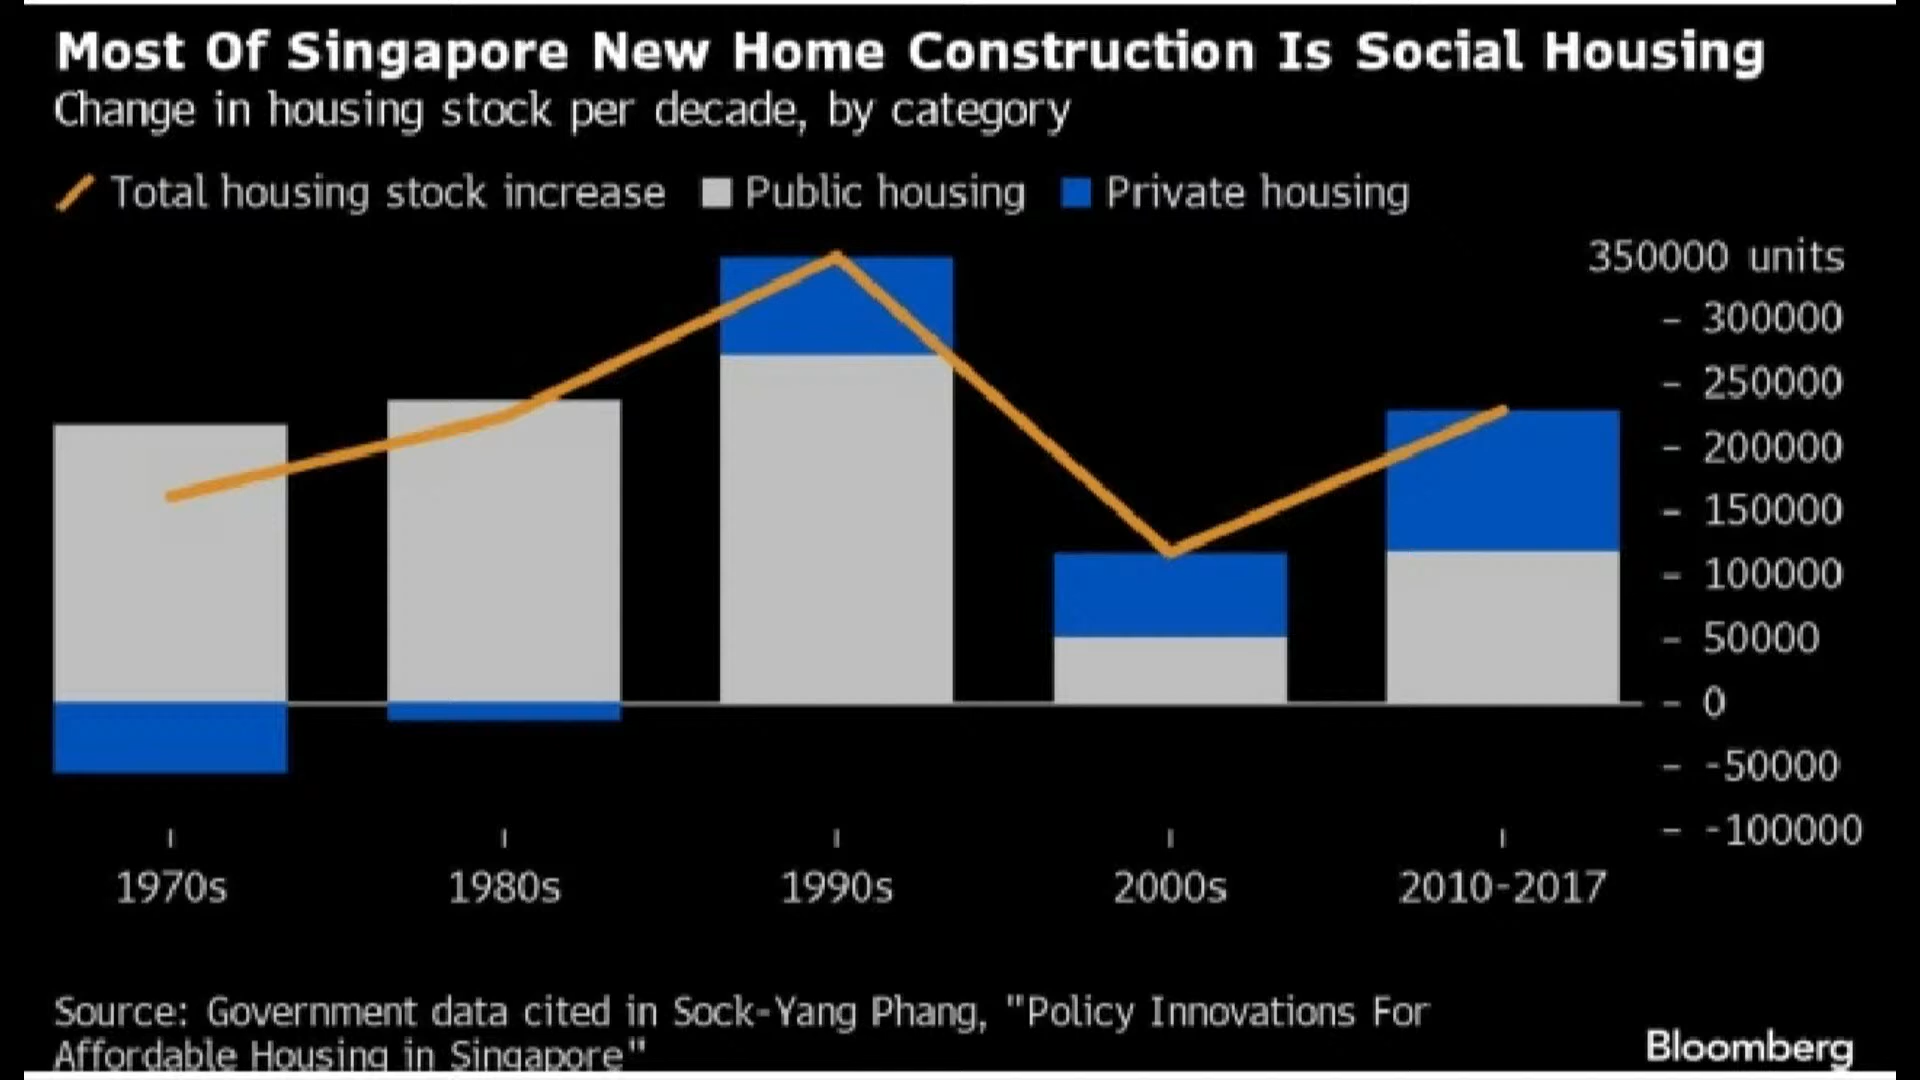 Most Of Singapore New Home Construction Is Social Housing
Change in housing stock per decade, by category
Total housing stock increase Public housing Private housing
350000 units
300000
250000
200000
150000
100000
50000
0
-50000
-100000
1970s 1980s 1990s 2000s 2010-2017
Source: Government data cited in Sock-Yang Phang, "Policy Innovations For
Affordable Housing in Singapore"
Bloomberg